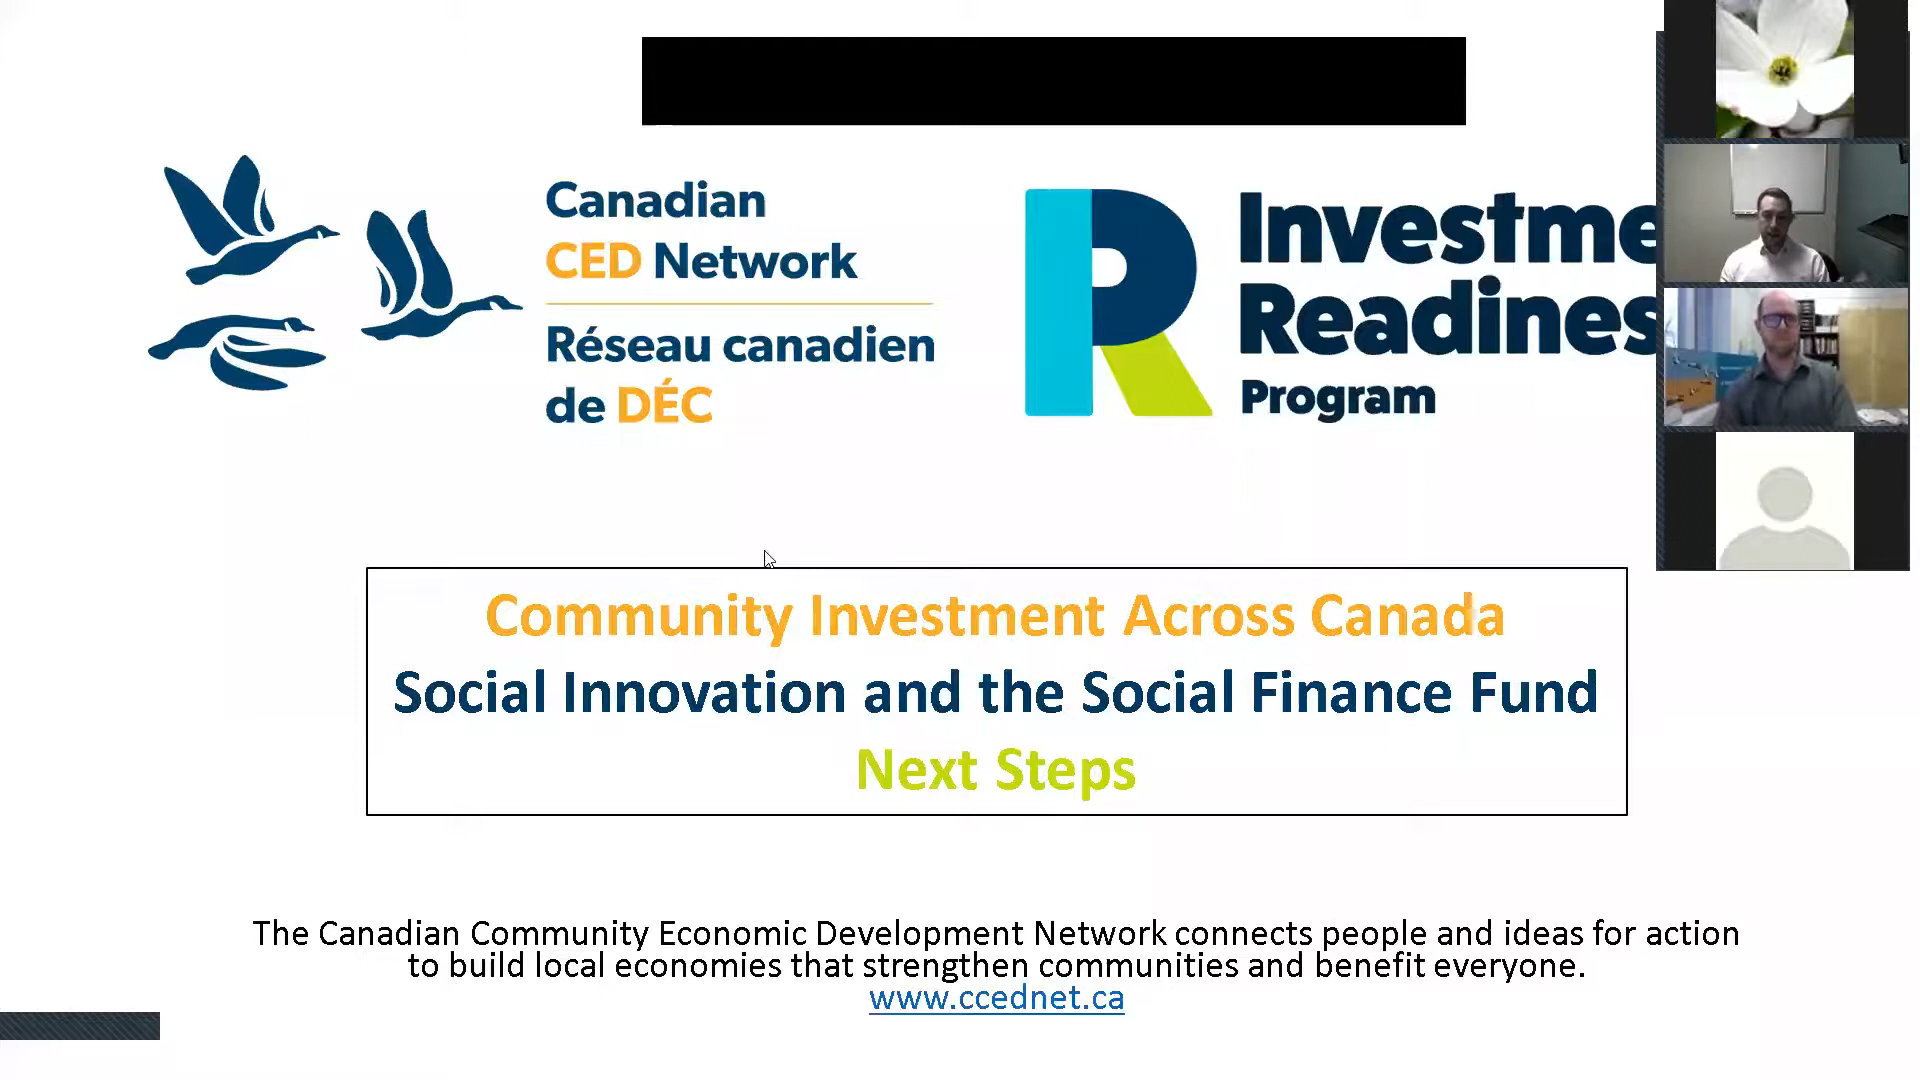 Canadian
CED Network
Réseau canadien
de DÉC
Investme
Readines
Program
Community Investment Across Canada
Social Innovation and the Social Finance Fund
Next Steps
The Canadian Community Economic Development Network connects people and ideas for action
to build local economies that strengthen communities and benefit everyone.
www.ccednet.ca